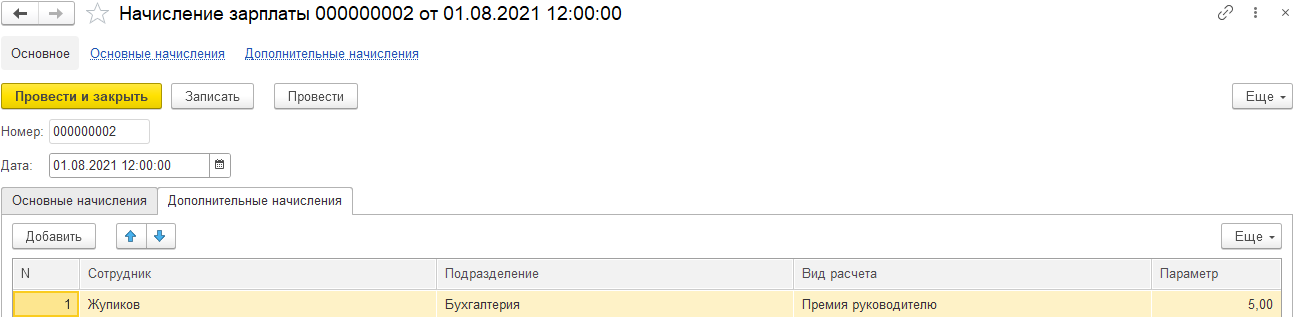 Начисление зарплаты 000000002 от 01.08.2021 12:00:00
Основное Основные начисления Дополнительные начисления
Провести и закрыть Записать Провести Еще
Номер: 000000002
Дата: 01.08.2021 12:00:00
Основные начисления Дополнительные начисления
Добавить Еще
N Сотрудник Подразделение Вид расчета Параметр
1 Жупиков Бухгалтерия Премия руководителю 5,00